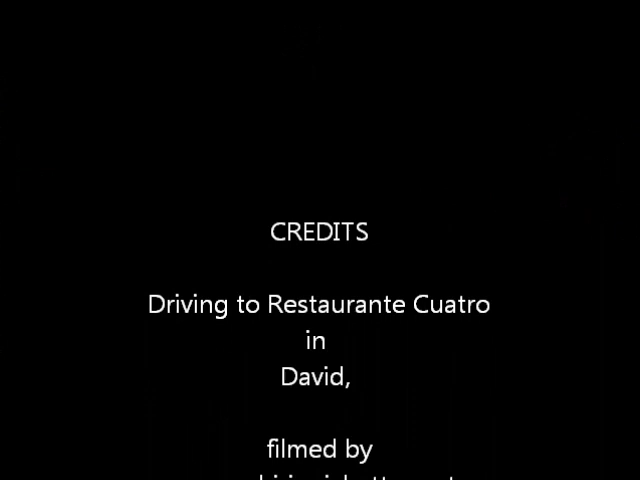 CREDITS
Driving to Restaurante Cuatro
in
David,
filmed by